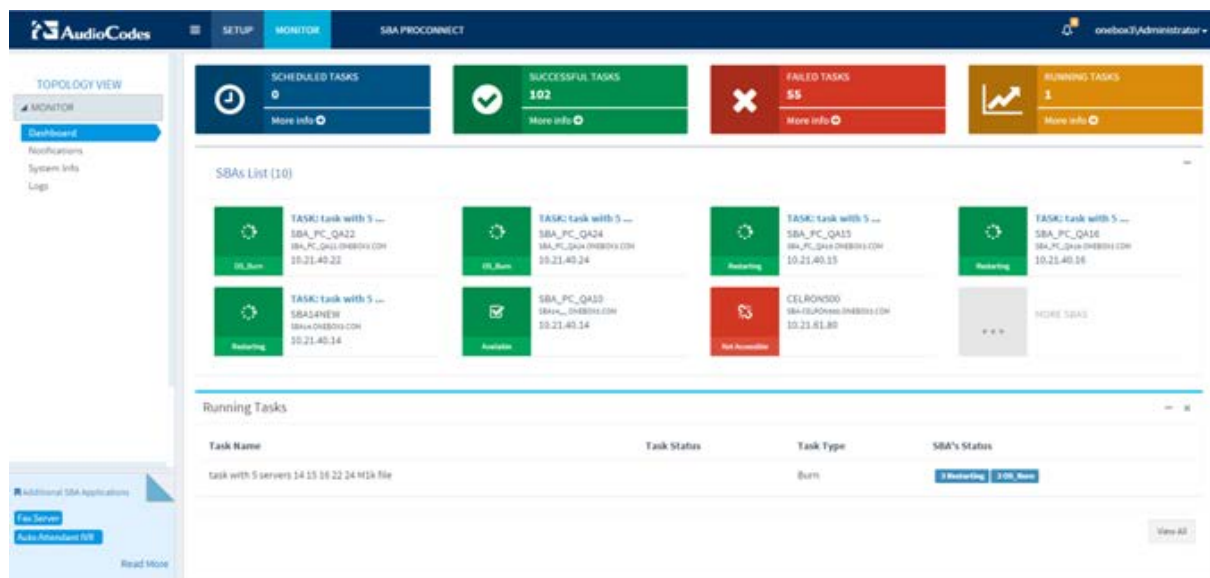 AudioCodes
SETUP
MONITOR
SBA PROCONNECT
onebox3\Administrator
TOPOLOGY VIEW
MONITOR
Dashboard
Notifications
System Info
Logs
SCHEDULED TASKS
0
More info
SUCCESSFUL TASKS
102
More info
FAILED TASKS
55
More info
RUNNING TASKS
1
More info
SBAs List (10)
TASK: task with 5 ...
SBA_PC_QA22
10.21.40.22
OS_Burn
TASK: task with 5 ...
SBA_PC_QA24
10.21.40.24
OS_Burn
TASK: task with 5 ...
SBA_PC_QA15
10.21.40.15
Restarting
TASK: task with 5 ...
SBA_PC_QA16
10.21.40.16
Restarting
TASK: task with 5 ...
SBA14NEW
SBA14.ONEBOX3.COM
10.21.40.14
Restarting
SBA_PC_QA10
10.21.40.14
Available
CELRON500
10.21.81.80
Not Accessible
...
MORE SBAS
Running Tasks
Task Name
Task Status
Task Type
SBA's Status
task with 5 servers 14 15 16 22 24 M1k file
Burn
3 Restarting
OS_Burn
View All
Additional SBA Applications
Fax Server
Auto Attendant IVR
Read More